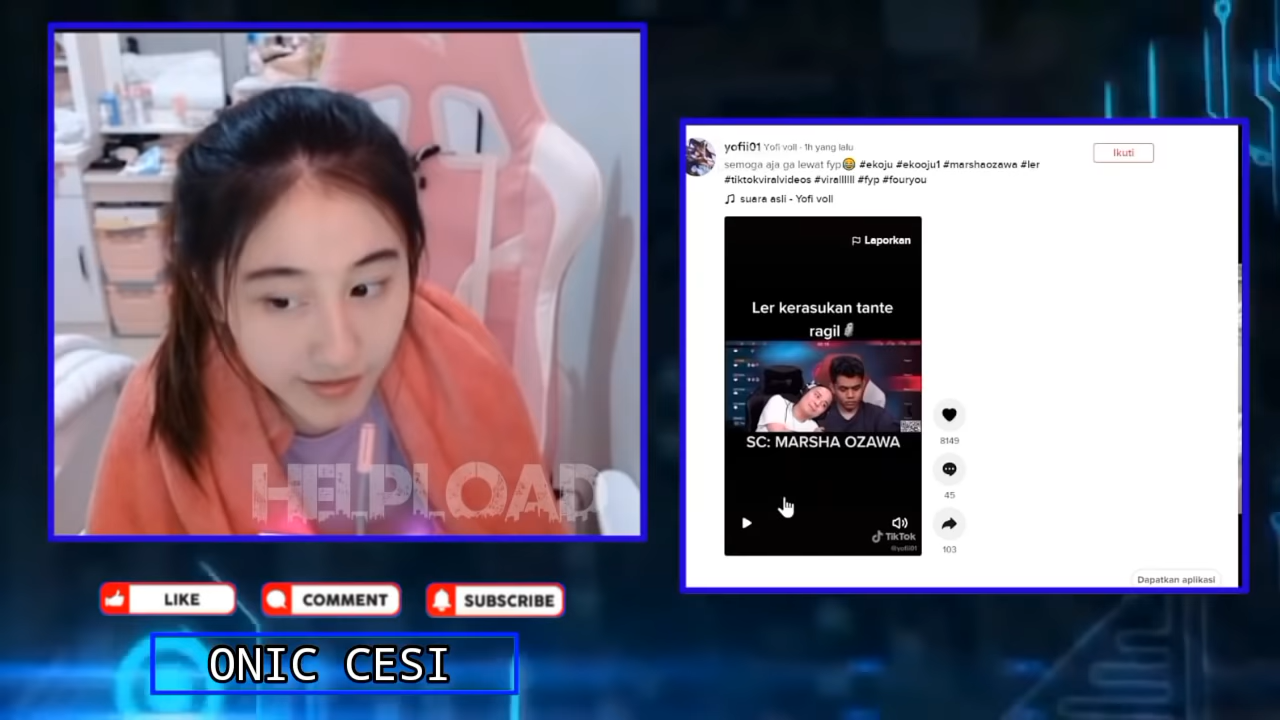 HELPLOAD
LIKE
COMMENT
SUBSCRIBE
ONIC CESI
yofii01 Yofi voll · 1h yang lalu
Ikuti
semoga aja ga lewat fyp😂 #ekoju #ekooju1 #marshaozawa #ler
#tiktokviralvideos #viralllllll #fyp #fouryou
♫ suara asli - Yofi voll
Laporkan
Ler kerasukan tante
ragil🗿
SC: MARSHA OZAWA
TikTok
@yofii01
8149
45
103
Dapatkan aplikasi